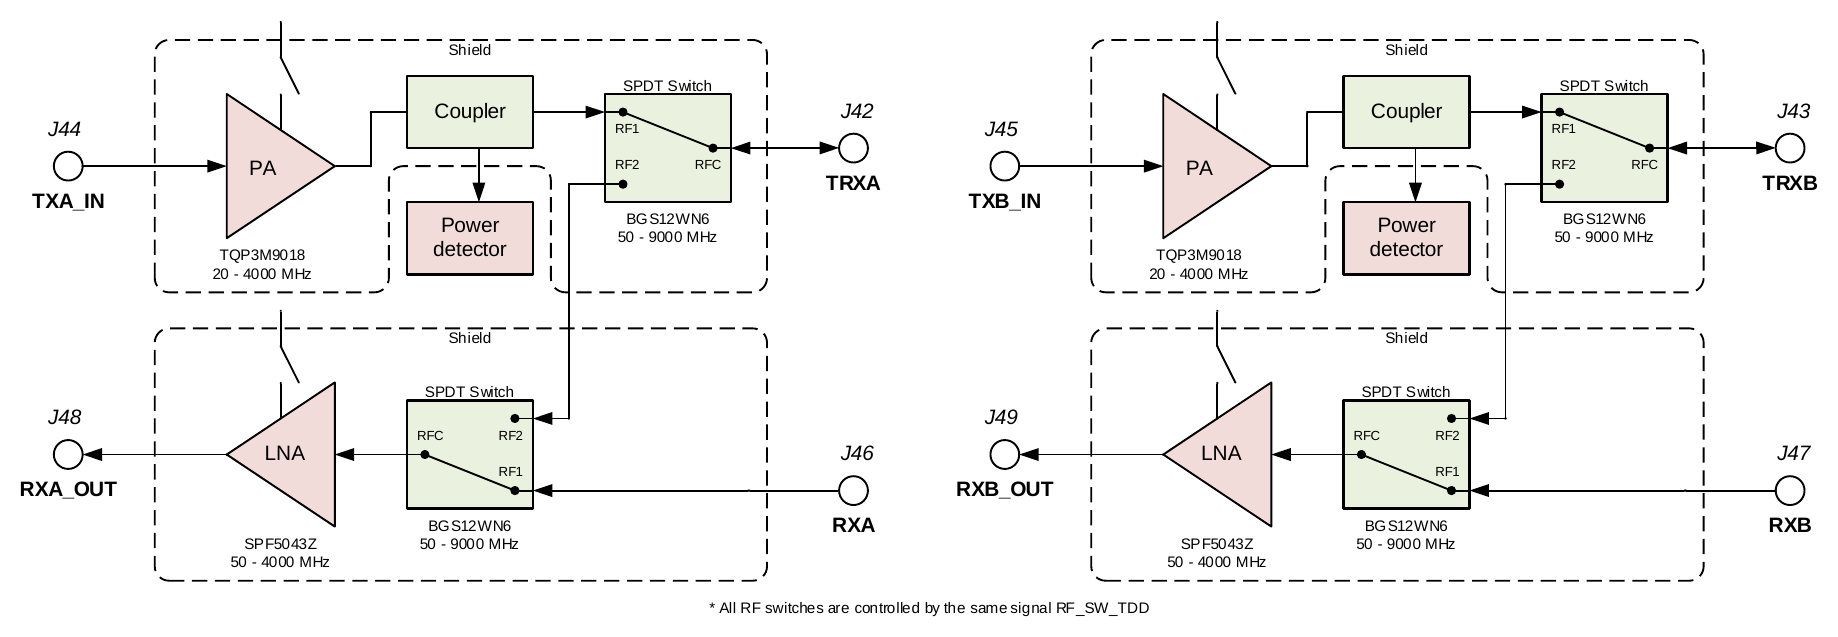 Shield
SPDT Switch
Coupler
J44
J42
RF1
PA
RF2
RFC
TXA_IN
TRXA
Power
detector
BGS12WN6
50 - 9000 MHz
TQP3M9018
20 - 4000 MHz
Shield
SPDT Switch
J48
RFC
RF2
LNA
RF1
J46
RXA_OUT
RXA
BGS12WN6
50 - 9000 MHz
SPF5043Z
50 - 4000 MHz
Shield
SPDT Switch
Coupler
J45
J43
RF1
PA
RF2
RFC
TXB_IN
TRXB
Power
detector
BGS12WN6
50 - 9000 MHz
TQP3M9018
20 - 4000 MHz
Shield
SPDT Switch
J49
RFC
RF2
LNA
RF1
J47
RXB_OUT
RXB
BGS12WN6
50 - 9000 MHz
SPF5043Z
50 - 4000 MHz
* All RF switches are controlled by the same signal RF_SW_TDD